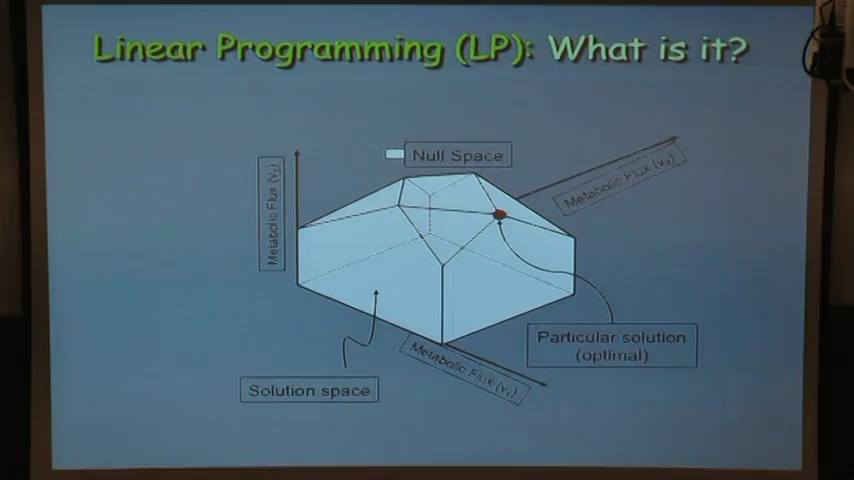 Linear Programming (LP): What is it?
Null Space
Metabolic Flux (v₃)
Metabolic Flux
Particular solution
(optimal)
Metabolic Flux (v₁)
Solution space